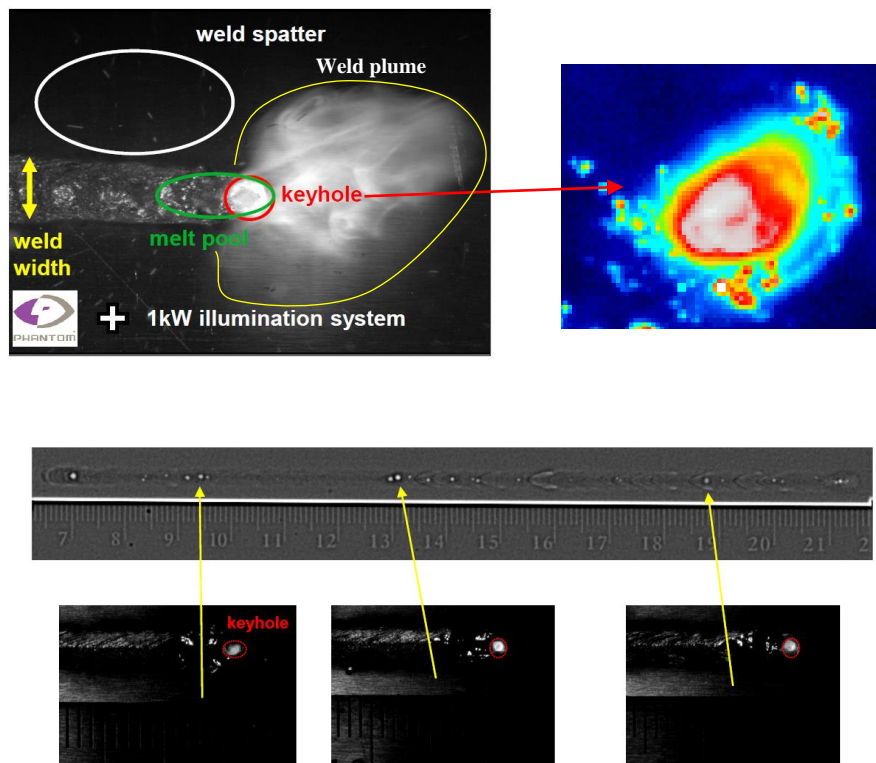 weld spatter
Weld plume
keyhole
melt pool
weld
width
PHANTOM
+ 1kW illumination system
7 8 9 10 11 12 13 14 15 16 17 18 19 20 21 2
keyhole